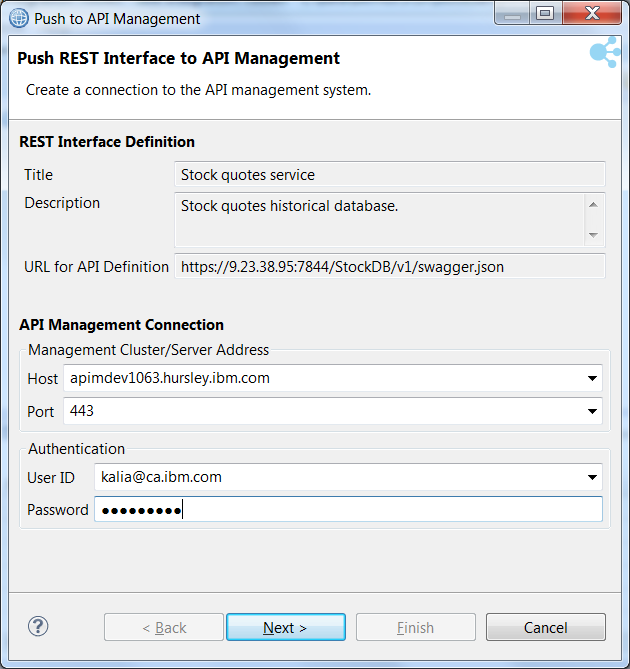 Push to API Management
Push REST Interface to API Management
Create a connection to the API management system.
REST Interface Definition
Title Stock quotes service
Description Stock quotes historical database.
URL for API Definition https://9.23.38.95:7844/StockDB/v1/swagger.json
API Management Connection
Management Cluster/Server Address
Host apimdev1063.hursley.ibm.com
Port 443
Authentication
User ID kalia@ca.ibm.com
Password ●●●●●●●●●
? < Back Next > Finish Cancel